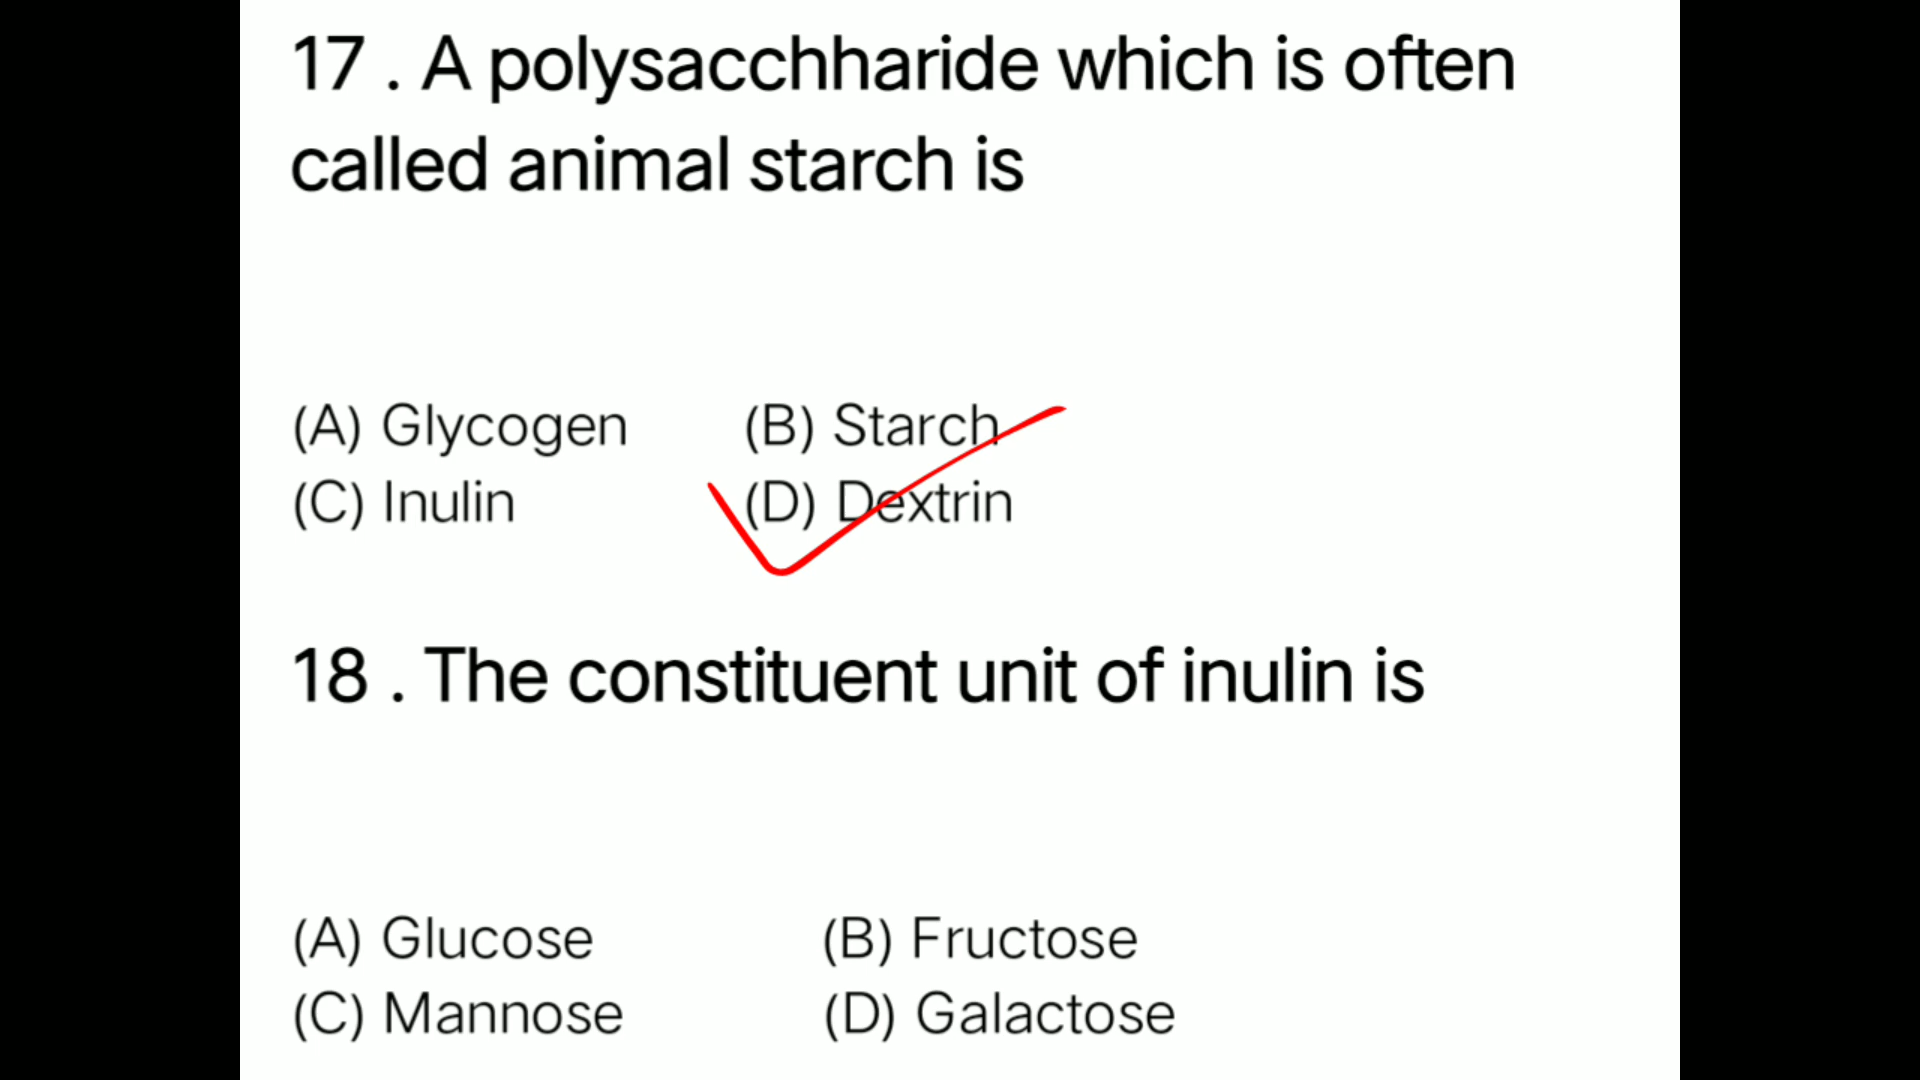 17 . A polysacchharide which is often
called animal starch is
(A) Glycogen (B) Starch
(C) Inulin (D) Dextrin
18 . The constituent unit of inulin is
(A) Glucose (B) Fructose
(C) Mannose (D) Galactose